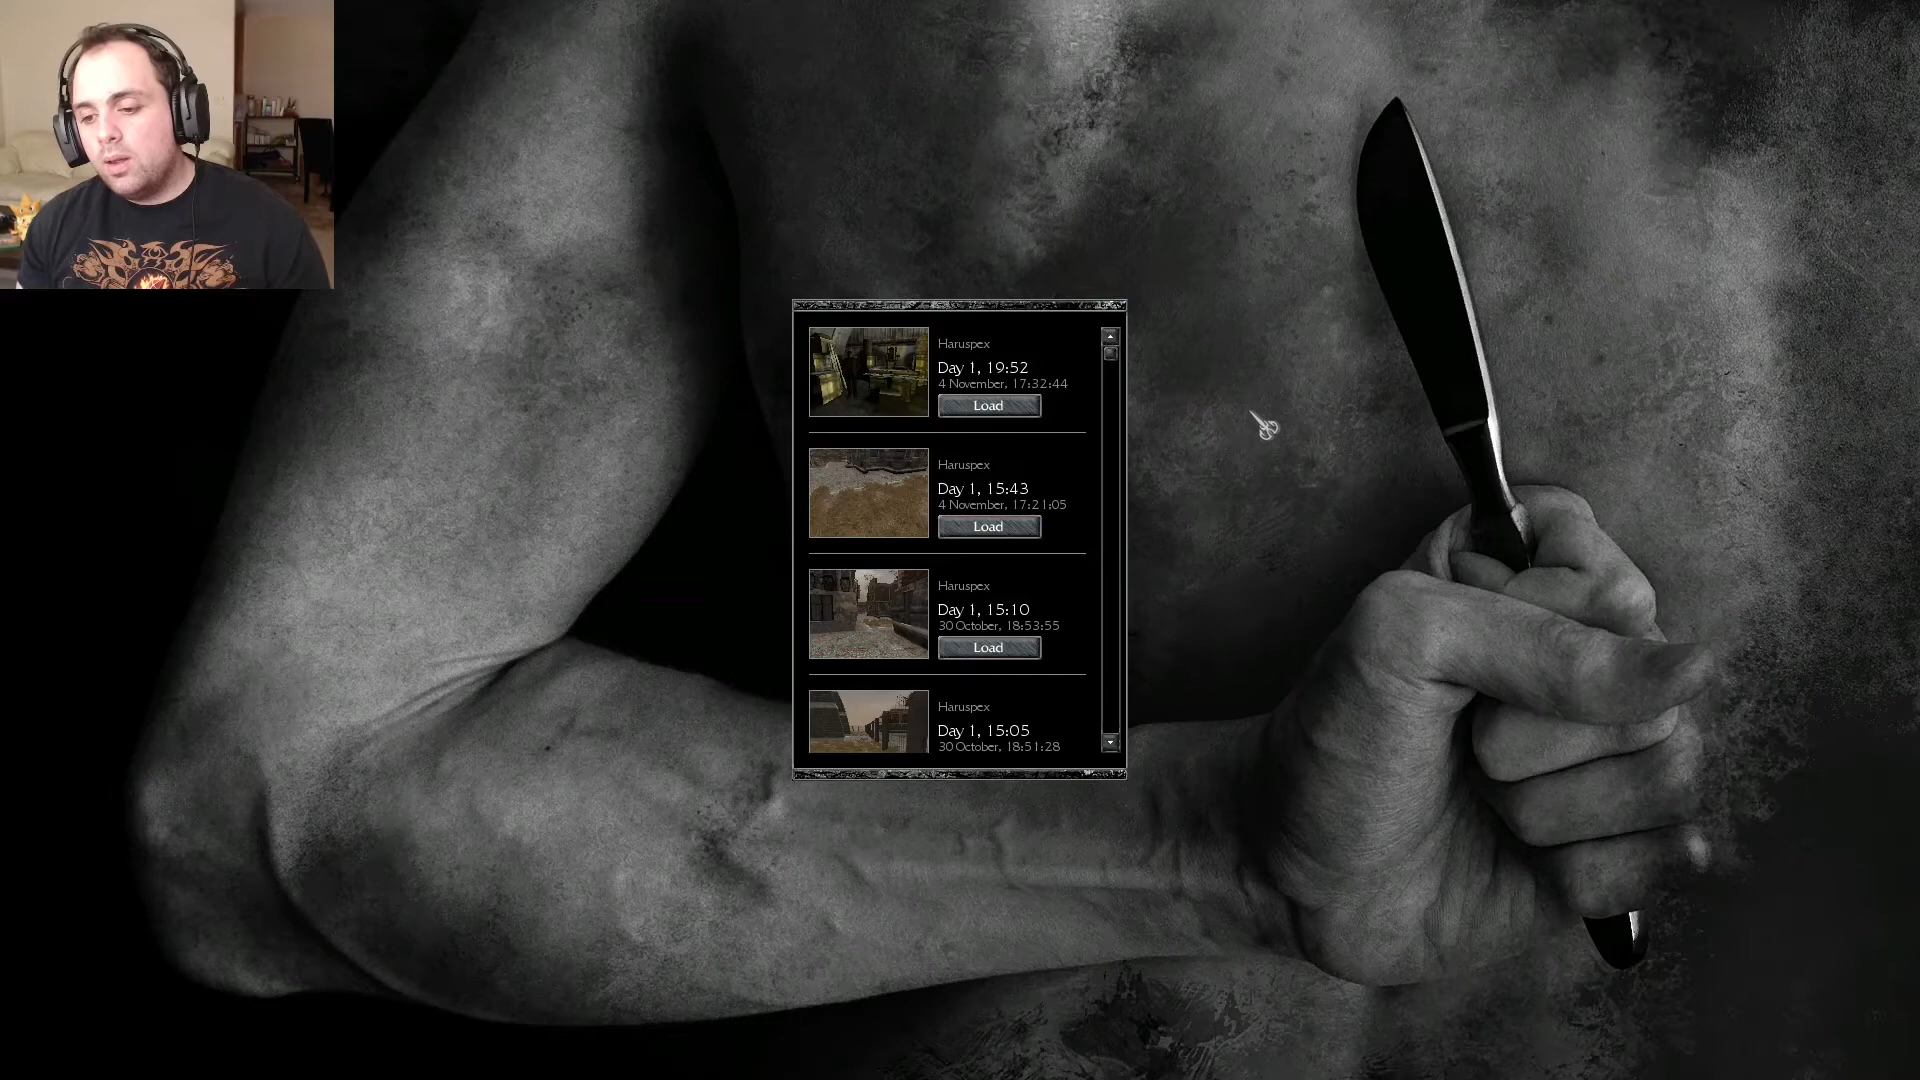 Haruspex
Day 1, 19:52
4 November, 17:32:44
Load
Haruspex
Day 1, 15:43
4 November, 17:21:05
Load
Haruspex
Day 1, 15:10
30 October, 18:53:55
Load
Haruspex
Day 1, 15:05
30 October, 18:51:28